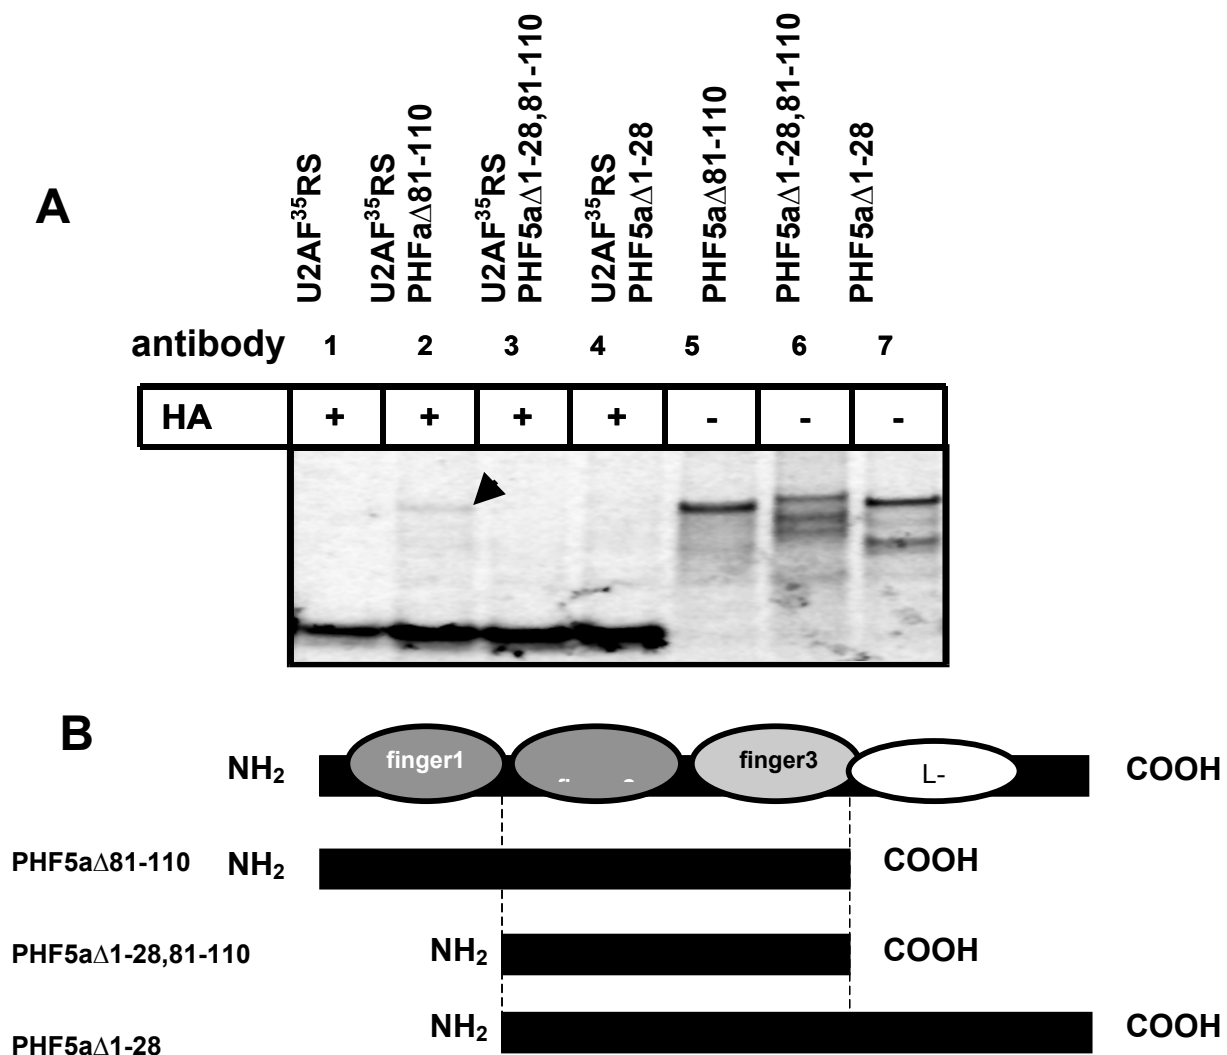 A
U2AF³⁵RS
U2AF³⁵RS
PHFaΔ81-110
U2AF³⁵RS
PHF5aΔ1-28,81-110
U2AF³⁵RS
PHF5aΔ1-28
PHF5aΔ81-110
PHF5aΔ1-28,81-110
PHF5aΔ1-28
antibody 1 2 3 4 5 6 7
HA + + + + - - -
B
NH₂ finger1 finger3 L- COOH
PHF5aΔ81-110 NH₂ COOH
PHF5aΔ1-28,81-110 NH₂ COOH
PHF5aΔ1-28 NH₂ COOH